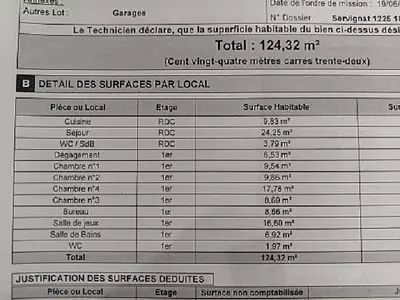 Annexes :
Autres Lot : Garages
Date de l'ordre de mission : 19/06/
N° Dossier : Servignat 1225 1
Le Technicien déclare, que la superficie habitable du bien ci-dessus dési
Total : 124,32 m²
(Cent vingt-quatre mètres carres trente-deux)
B DETAIL DES SURFACES PAR LOCAL
Pièce ou Local Etage Surface Habitable
Cuisine RDC 9,83 m²
Séjour RDC 24,25 m²
WC / SdB RDC 3,79 m²
Dégagement 1er 6,53 m²
Chambre n°1 1er 9,54 m²
Chambre n°2 1er 9,86 m²
Chambre n°4 1er 17,78 m²
Chambre n°3 1er 8,69 m²
Bureau 1er 8,56 m²
Salle de jeux 1er 16,60 m²
Salle de Bains 1er 6,92 m²
WC 1er 1,97 m²
Total 124,32 m²
JUSTIFICATION DES SURFACES DEDUITES
Pièce ou Local Etage Surface non comptabilisée